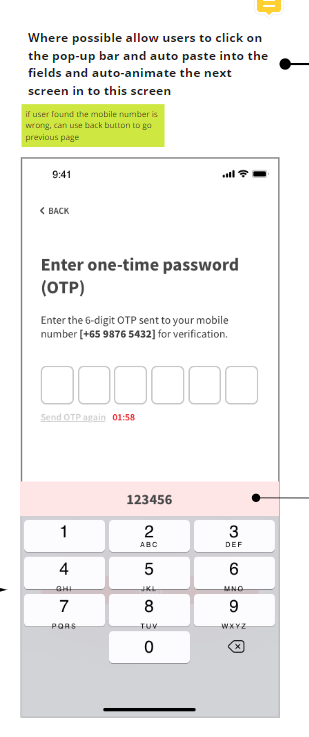 Where possible allow users to click on
the pop-up bar and auto paste into the
fields and auto-animate the next
screen in to this screen
if user found the mobile number is
wrong, can use back button to go
previous page
9:41
BACK
Enter one-time password
(OTP)
Enter the 6-digit OTP sent to your mobile
number [+65 9876 5432] for verification.
Send OTP again 01:58
123456
1 2 3
ABC DEF
4 5 6
GHI JKL MNO
7 8 9
PQRS TUV WXYZ
0